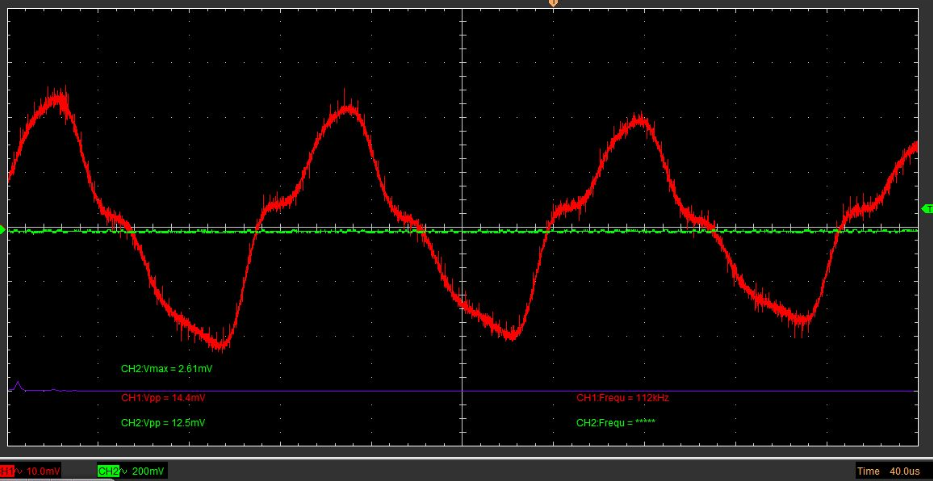 T
CH2:Vmax = 2.61mV
CH1:Vpp = 14.4mV
CH1:Frequ = 112kHz
CH2:Vpp = 12.5mV
CH2:Frequ = *****
H1∿ 10.0mV
CH2∿ 200mV
Time 40.0us